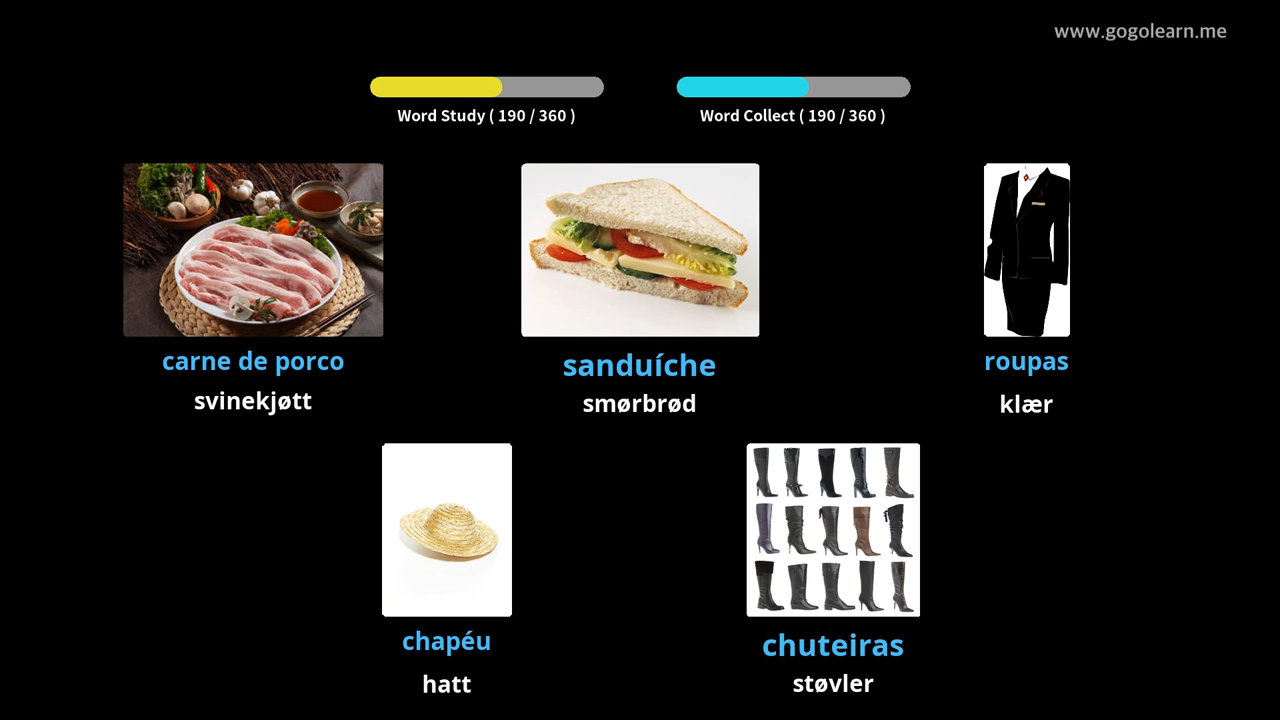 www.gogolearn.me
Word Study ( 190 / 360 )
Word Collect ( 190 / 360 )
carne de porco
svinekjøtt
sanduíche
smørbrød
roupas
klær
chapéu
hatt
chuteiras
støvler